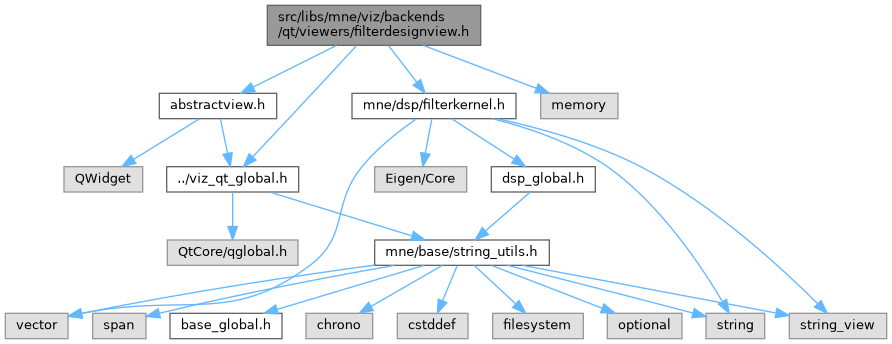 src/libs/mne/viz/backends
/qt/viewers/filterdesignview.h
abstractview.h
mne/dsp/filterkernel.h
memory
QWidget
../viz_qt_global.h
Eigen/Core
dsp_global.h
QtCore/qglobal.h
mne/base/string_utils.h
vector
span
base_global.h
chrono
cstddef
filesystem
optional
string
string_view